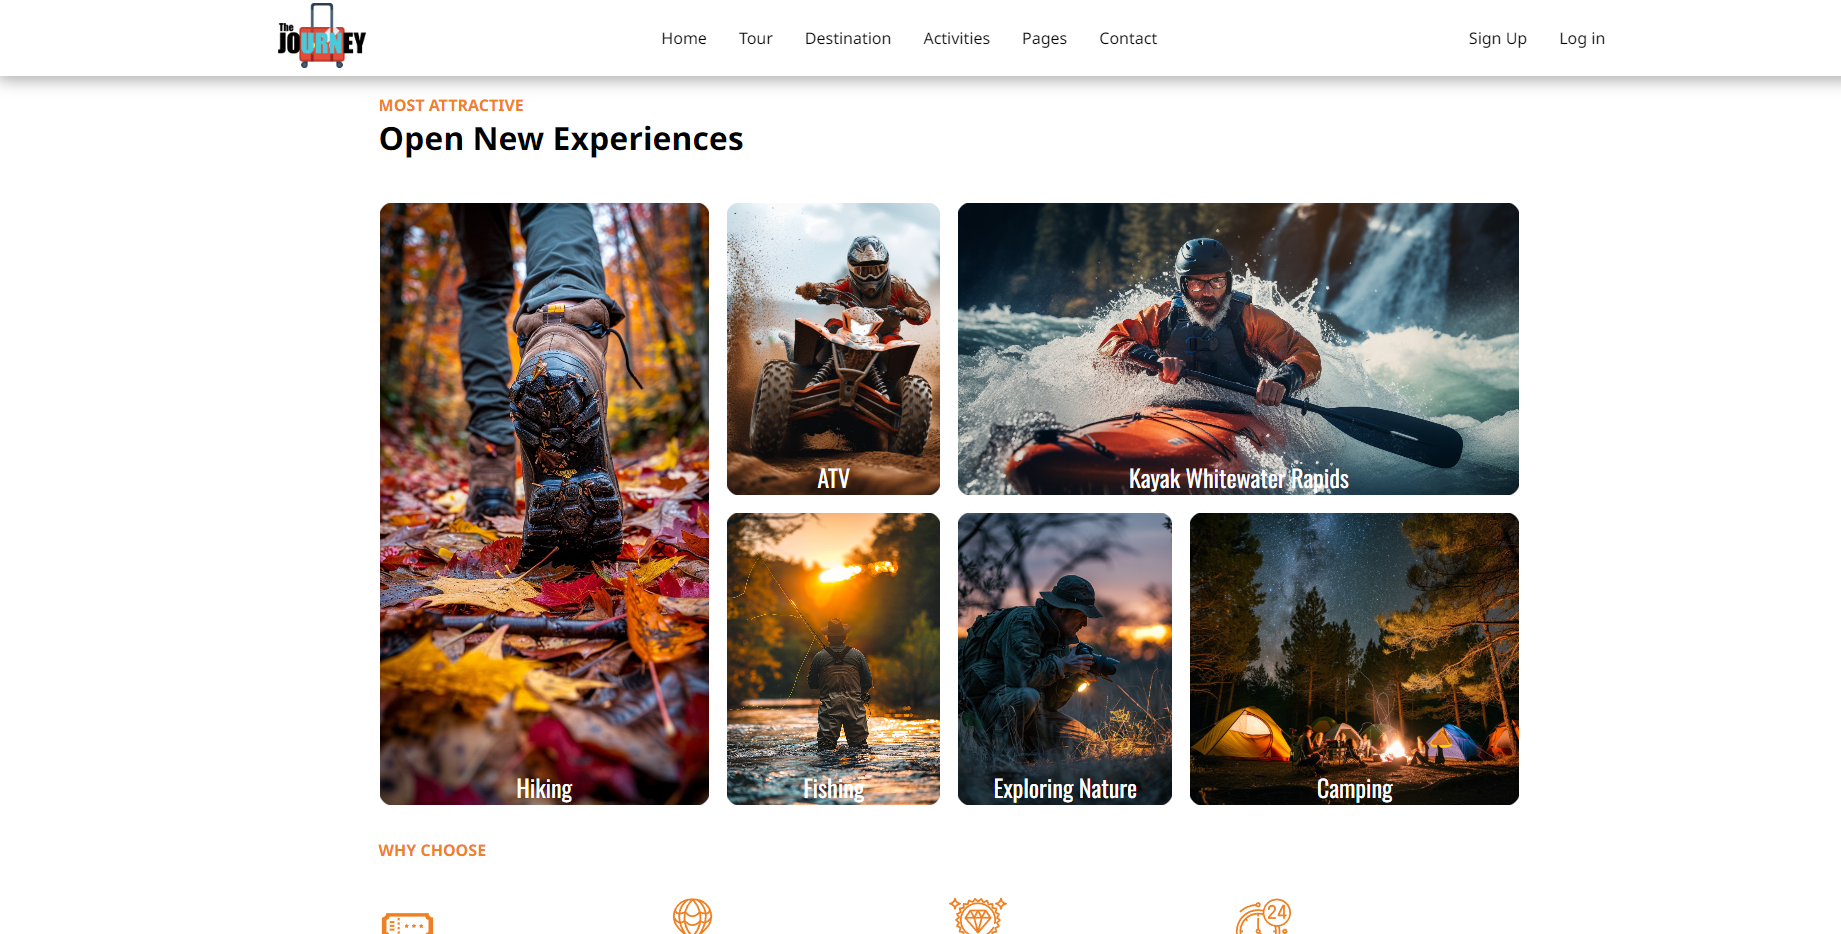 The
JOURNEY
Home Tour Destination Activities Pages Contact Sign Up Log in
MOST ATTRACTIVE
Open New Experiences
ATV
Kayak Whitewater Rapids
Hiking
Fishing
Exploring Nature
Camping
WHY CHOOSE
24